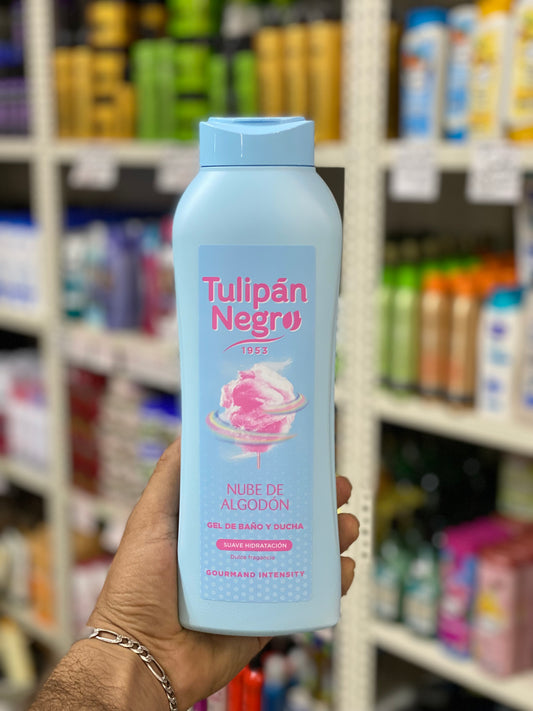 Tulipán
Negro
1953
NUBE DE
ALGODÓN
GEL DE BAÑO Y DUCHA
SUAVE HIDRATACIÓN
Dulce fragancia
GOURMAND INTENSITY